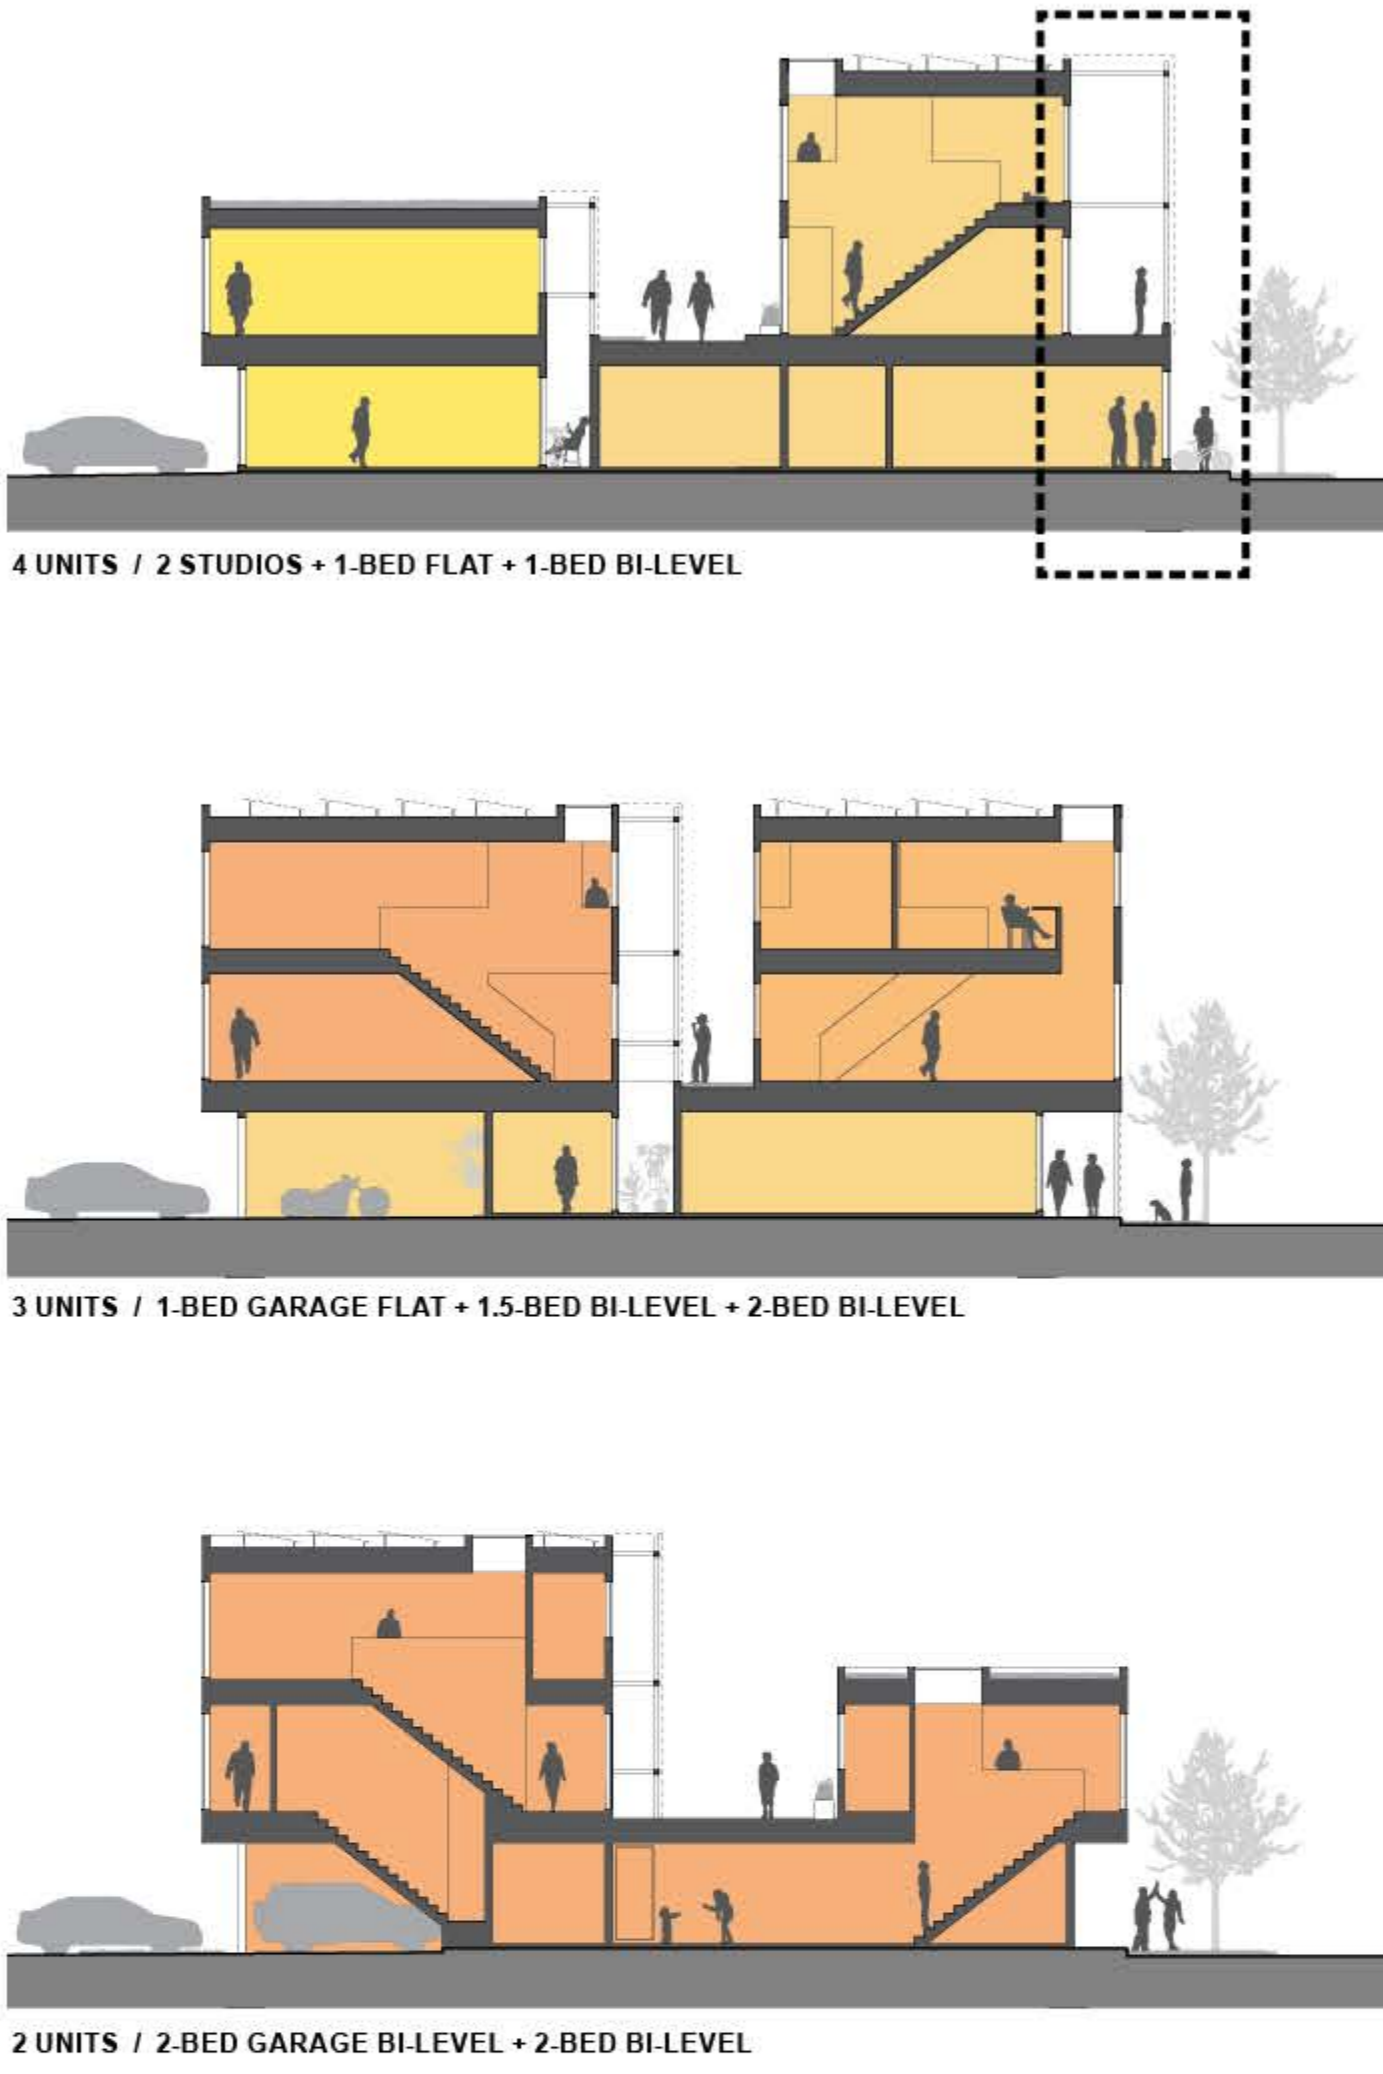 4 UNITS / 2 STUDIOS + 1-BED FLAT + 1-BED BI-LEVEL
3 UNITS / 1-BED GARAGE FLAT + 1.5-BED BI-LEVEL + 2-BED BI-LEVEL
2 UNITS / 2-BED GARAGE BI-LEVEL + 2-BED BI-LEVEL